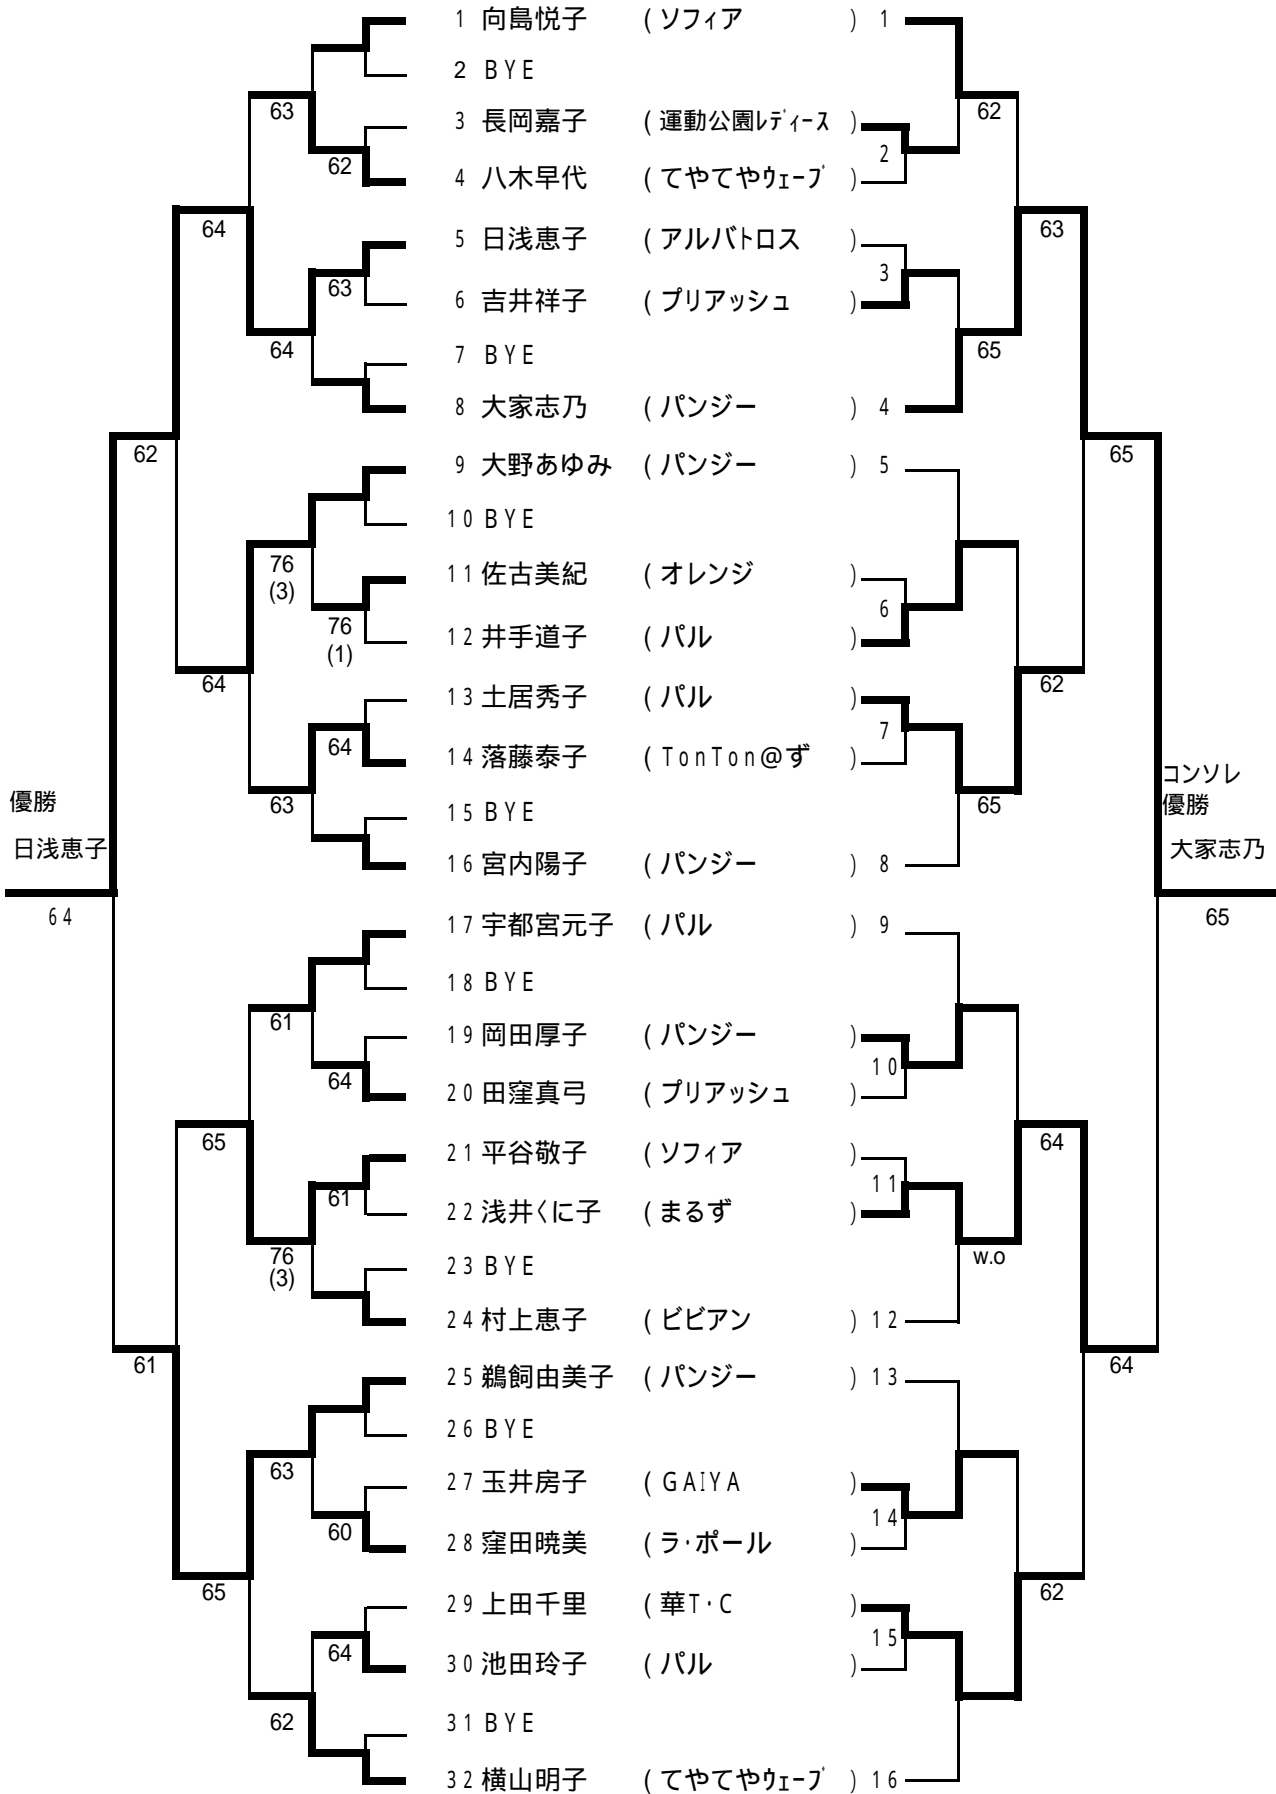 1 向島悦子 (ソフィア ) 1
2 BYE
63 62
3 長岡嘉子 (運動公園レディース )
62 2
4 八木早代 (てやてやウェーブ )
64 63
5 日浅恵子 (アルバトロス )
63 3
6 吉井祥子 (プリアッシュ )
64 65
7 BYE
8 大家志乃 (パンジー ) 4
62 65
9 大野あゆみ (パンジー ) 5
10 BYE
76
(3)
11 佐古美紀 (オレンジ )
76 6
(1)
12 井手道子 (パル )
64 62
13 土居秀子 (パル )
64 7
14 落藤泰子 (TonTon@ず )
コンソレ
優勝 優勝
63 65
15 BYE
日浅恵子 大家志乃
16 宮内陽子 (パンジー ) 8
64 65
17 宇都宮元子 (パル ) 9
18 BYE
61
19 岡田厚子 (パンジー )
64 10
20 田窪真弓 (プリアッシュ )
65 64
21 平谷敬子 (ソフィア )
61 11
22 浅井くに子 (まるず )
76 w.o
(3)
23 BYE
24 村上恵子 (ビビアン ) 12
61 64
25 鵜飼由美子 (パンジー ) 13
26 BYE
63
27 玉井房子 (GAIYA )
60 14
28 窪田暁美 (ラ・ポール )
65 62
29 上田千里 (華T・C )
64 15
30 池田玲子 (パル )
62
31 BYE
32 横山明子 (てやてやウェーブ ) 16